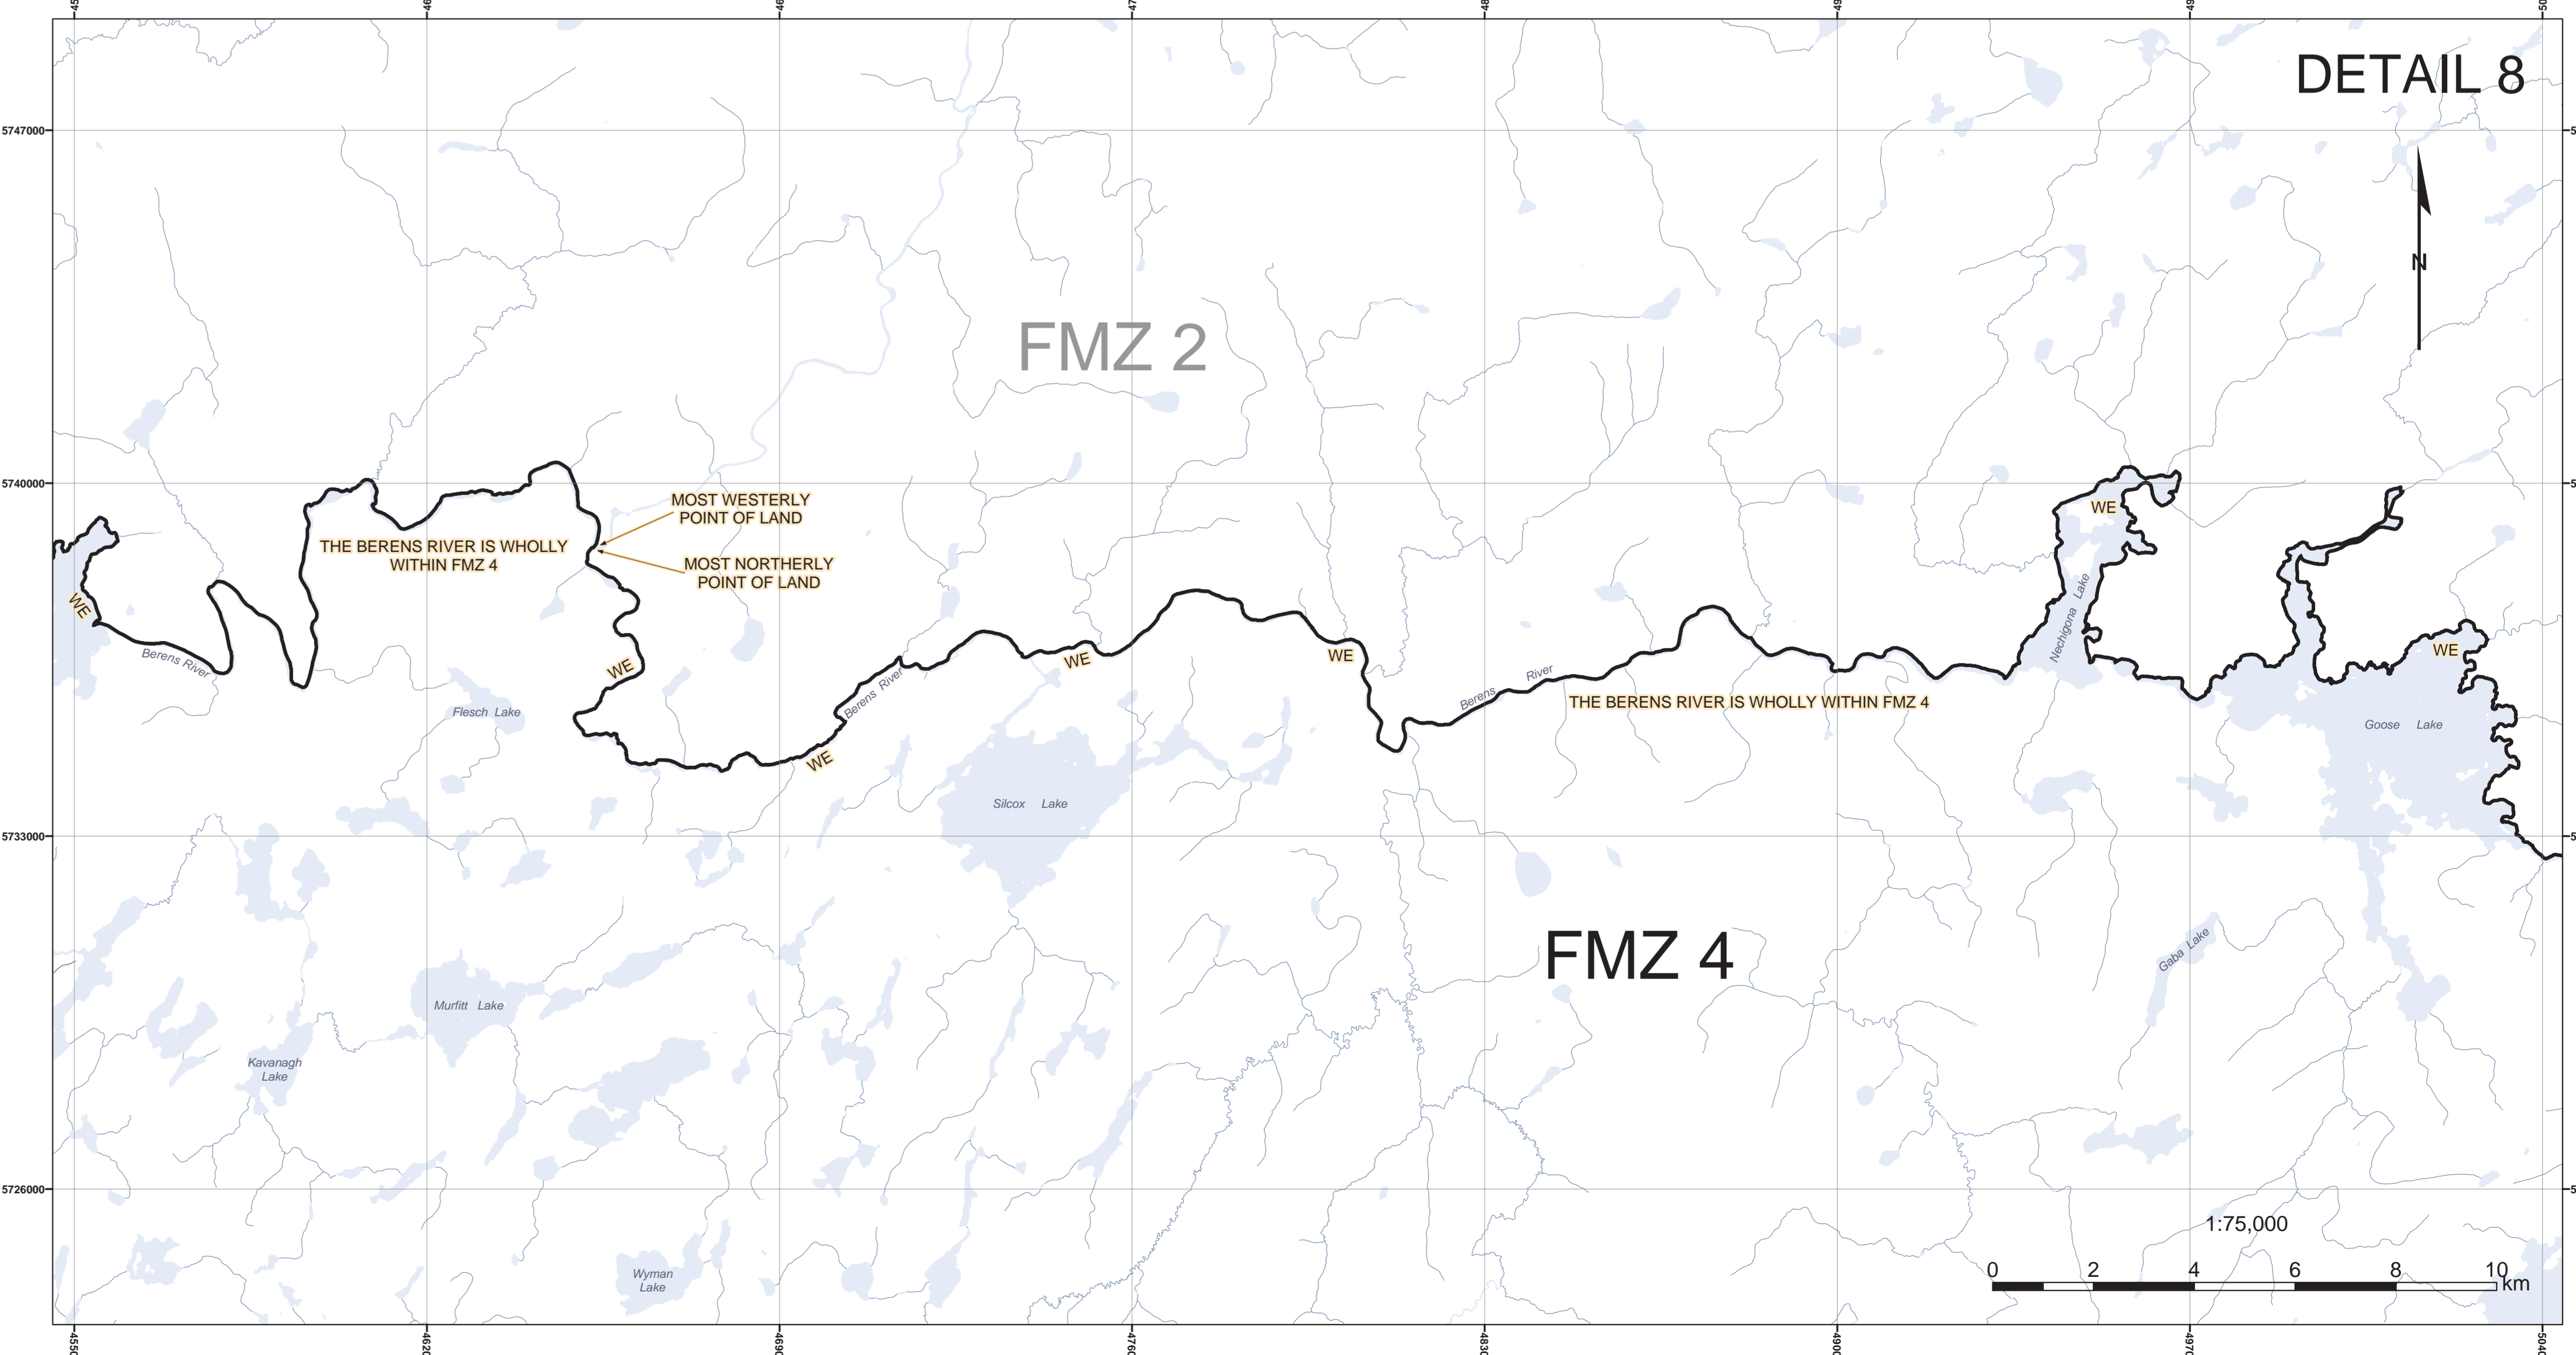 DETAIL 8
5747000
N
FMZ 2
5740000
MOST WESTERLY
POINT OF LAND
WE
THE BERENS RIVER IS WHOLLY
WITHIN FMZ 4
MOST NORTHERLY
POINT OF LAND
WE
Nechigona Lake
Berens River
WE
WE
WE
WE
Berens River
Berens River
THE BERENS RIVER IS WHOLLY WITHIN FMZ 4
Flesch Lake
Goose Lake
WE
Silcox Lake
5733000
FMZ 4
Gaba Lake
Murfitt Lake
Kavanagh
Lake
5726000
1:75,000
Wyman
Lake
0 2 4 6 8 10 km